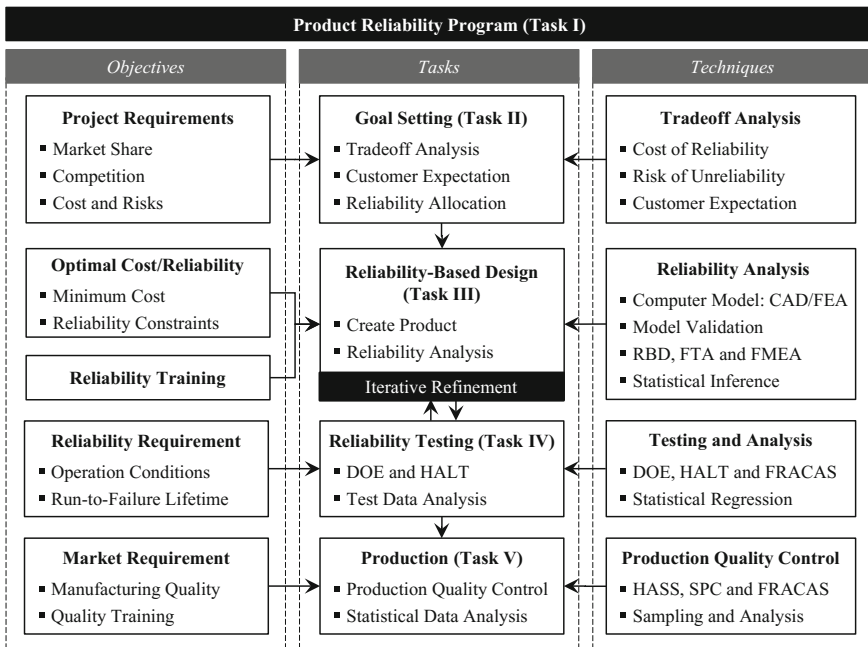 Product Reliability Program (Task I)
Objectives
Tasks
Techniques
Project Requirements
▪ Market Share
▪ Competition
▪ Cost and Risks
Goal Setting (Task II)
▪ Tradeoff Analysis
▪ Customer Expectation
▪ Reliability Allocation
Tradeoff Analysis
▪ Cost of Reliability
▪ Risk of Unreliability
▪ Customer Expectation
Optimal Cost/Reliability
▪ Minimum Cost
▪ Reliability Constraints
Reliability Training
Reliability-Based Design
(Task III)
▪ Create Product
▪ Reliability Analysis
Iterative Refinement
Reliability Analysis
▪ Computer Model: CAD/FEA
▪ Model Validation
▪ RBD, FTA and FMEA
▪ Statistical Inference
Reliability Requirement
▪ Operation Conditions
▪ Run-to-Failure Lifetime
Reliability Testing (Task IV)
▪ DOE and HALT
▪ Test Data Analysis
Testing and Analysis
▪ DOE, HALT and FRACAS
▪ Statistical Regression
Market Requirement
▪ Manufacturing Quality
▪ Quality Training
Production (Task V)
▪ Production Quality Control
▪ Statistical Data Analysis
Production Quality Control
▪ HASS, SPC and FRACAS
▪ Sampling and Analysis